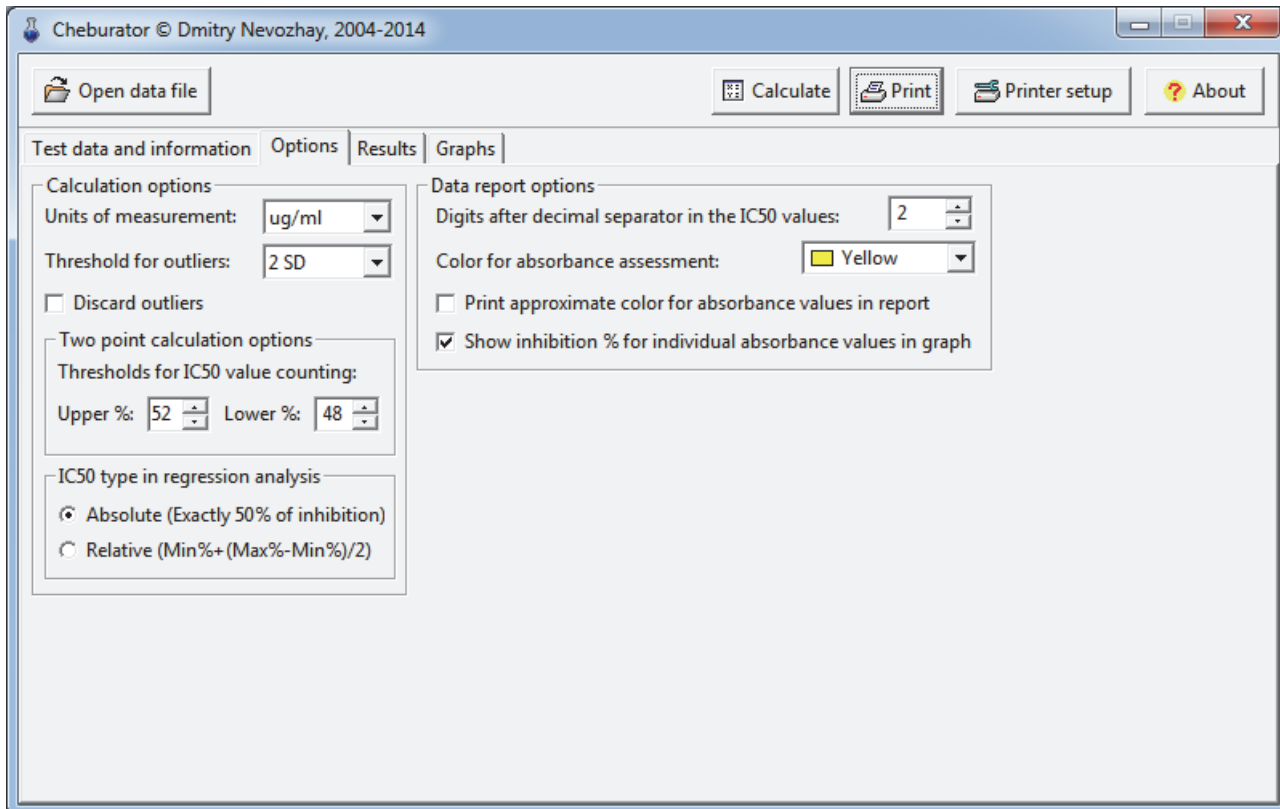 Cheburator © Dmitry Nevozhay, 2004-2014
Open data file
Calculate
Print
Printer setup
About
Test data and information
Options
Results
Graphs
Calculation options
Units of measurement: ug/ml
Threshold for outliers: 2 SD
Discard outliers
Two point calculation options
Thresholds for IC50 value counting:
Upper %: 52 Lower %: 48
IC50 type in regression analysis
Absolute (Exactly 50% of inhibition)
Relative (Min%+(Max%-Min%)/2)
Data report options
Digits after decimal separator in the IC50 values: 2
Color for absorbance assessment: Yellow
Print approximate color for absorbance values in report
Show inhibition % for individual absorbance values in graph